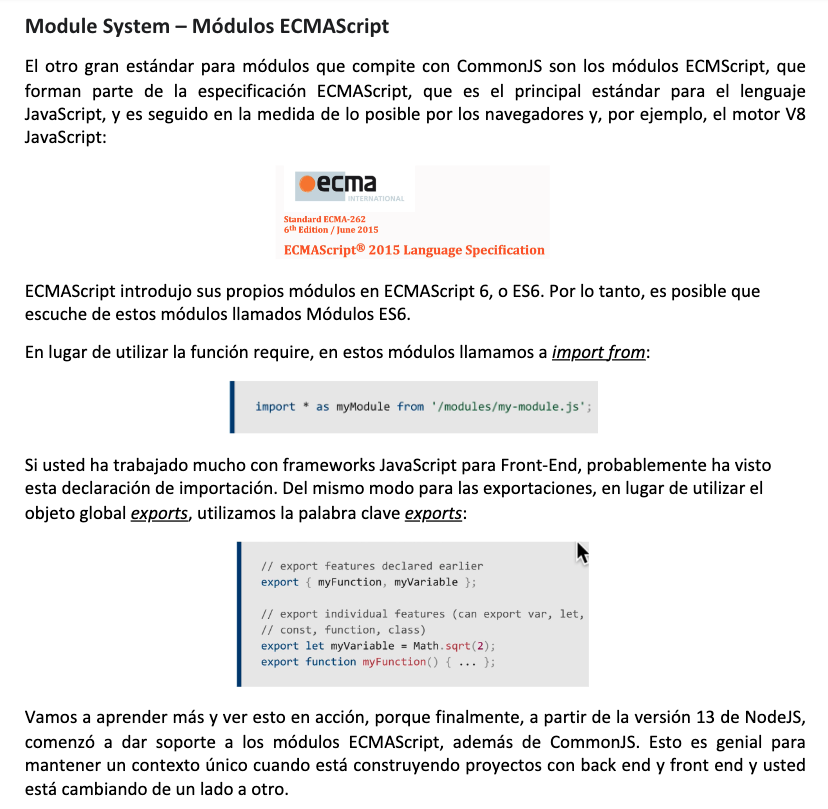 Module System – Módulos ECMAScript
El otro gran estándar para módulos que compite con CommonJS son los módulos ECMScript, que
forman parte de la especificación ECMAScript, que es el principal estándar para el lenguaje
JavaScript, y es seguido en la medida de lo posible por los navegadores y, por ejemplo, el motor V8
JavaScript:
ecma
INTERNATIONAL
Standard ECMA-262
6th Edition / June 2015
ECMAScript® 2015 Language Specification
ECMAScript introdujo sus propios módulos en ECMAScript 6, o ES6. Por lo tanto, es posible que
escuche de estos módulos llamados Módulos ES6.
En lugar de utilizar la función require, en estos módulos llamamos a import from:
import * as myModule from '/modules/my-module.js';
Si usted ha trabajado mucho con frameworks JavaScript para Front-End, probablemente ha visto
esta declaración de importación. Del mismo modo para las exportaciones, en lugar de utilizar el
objeto global exports, utilizamos la palabra clave exports:
// export features declared earlier
export { myFunction, myVariable };
// export individual features (can export var, let,
// const, function, class)
export let myVariable = Math.sqrt(2);
export function myFunction() { ... };
Vamos a aprender más y ver esto en acción, porque finalmente, a partir de la versión 13 de NodeJS,
comenzó a dar soporte a los módulos ECMAScript, además de CommonJS. Esto es genial para
mantener un contexto único cuando está construyendo proyectos con back end y front end y usted
está cambiando de un lado a otro.